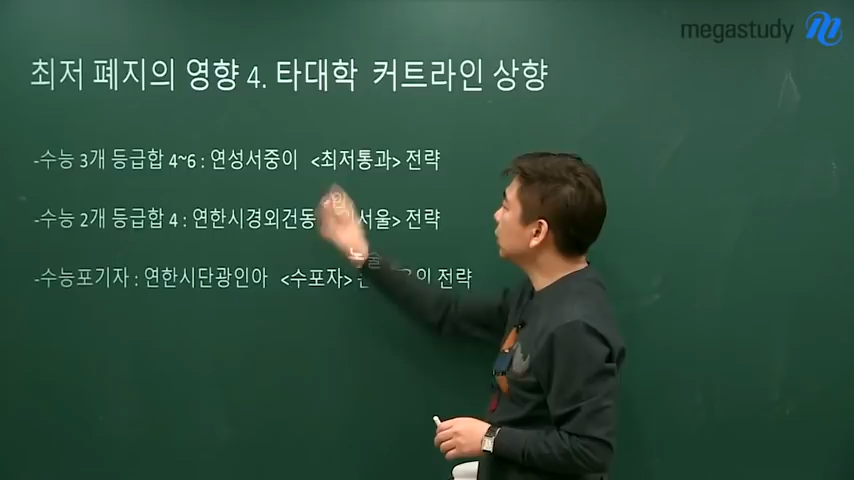 megastudy
최저 폐지의 영향 4. 타대학 커트라인 상향
-수능 3개 등급합 4~6 : 연성서중이 <최저통과> 전략
-수능 2개 등급합 4 : 연한시경외건동 서울> 전략
-수능포기자 : 연한시단광인아 <수포자> 전략